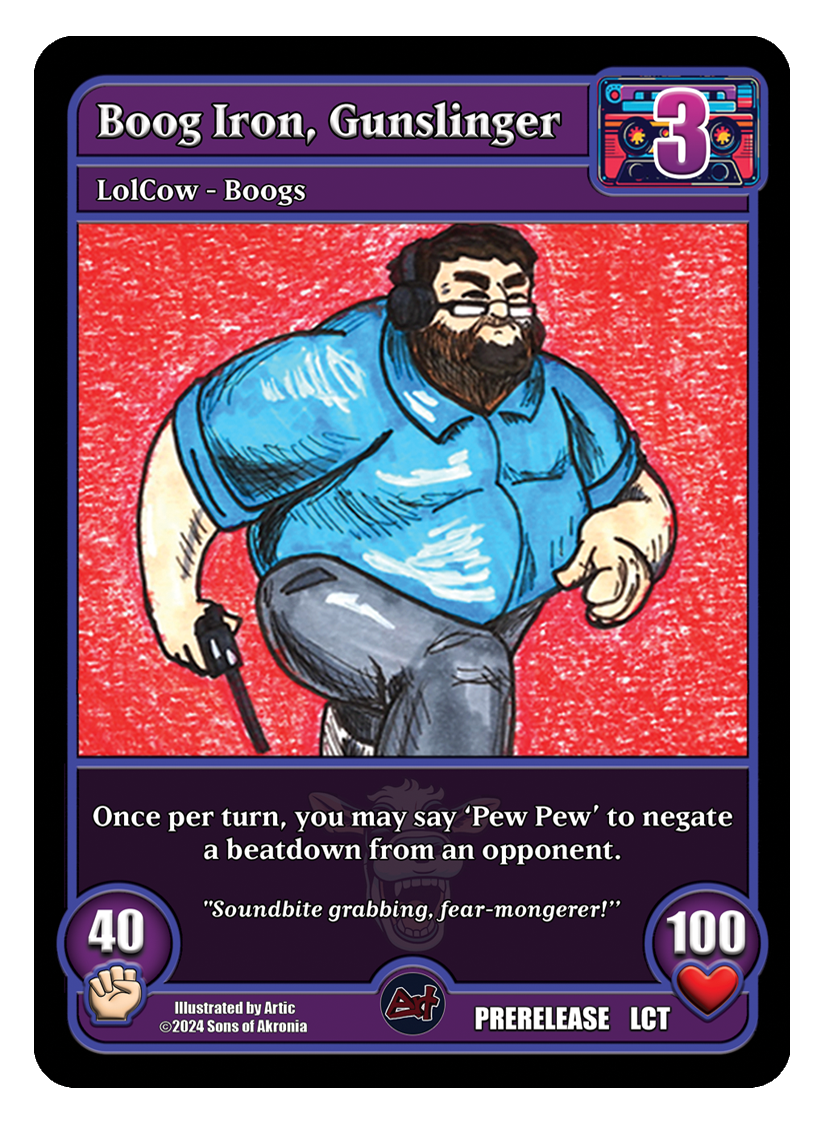 Boog Iron, Gunslinger
3
LolCow - Boogs
Once per turn, you may say ‘Pew Pew’ to negate
a beatdown from an opponent.
"Soundbite grabbing, fear-mongerer!”
40
100
Illustrated by Artic
©2024 Sons of Akronia
Art
PRERELEASE LCT